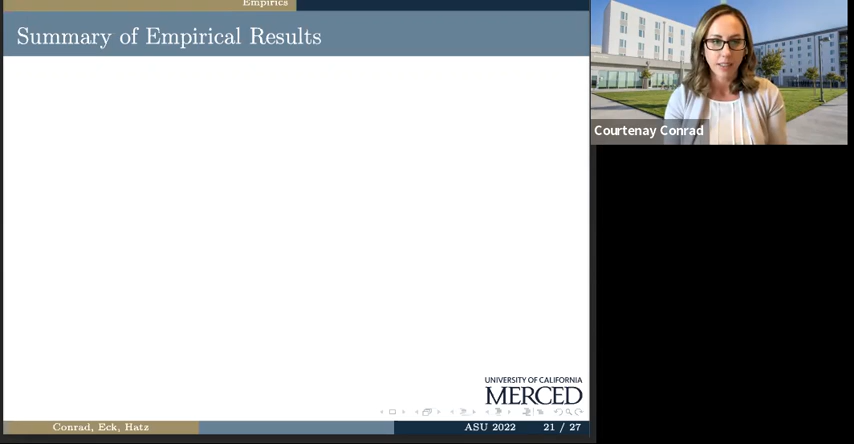 Empirics
Summary of Empirical Results
Courtenay Conrad
UNIVERSITY OF CALIFORNIA
MERCED
Conrad, Eck, Hatz
ASU 2022
21 / 27